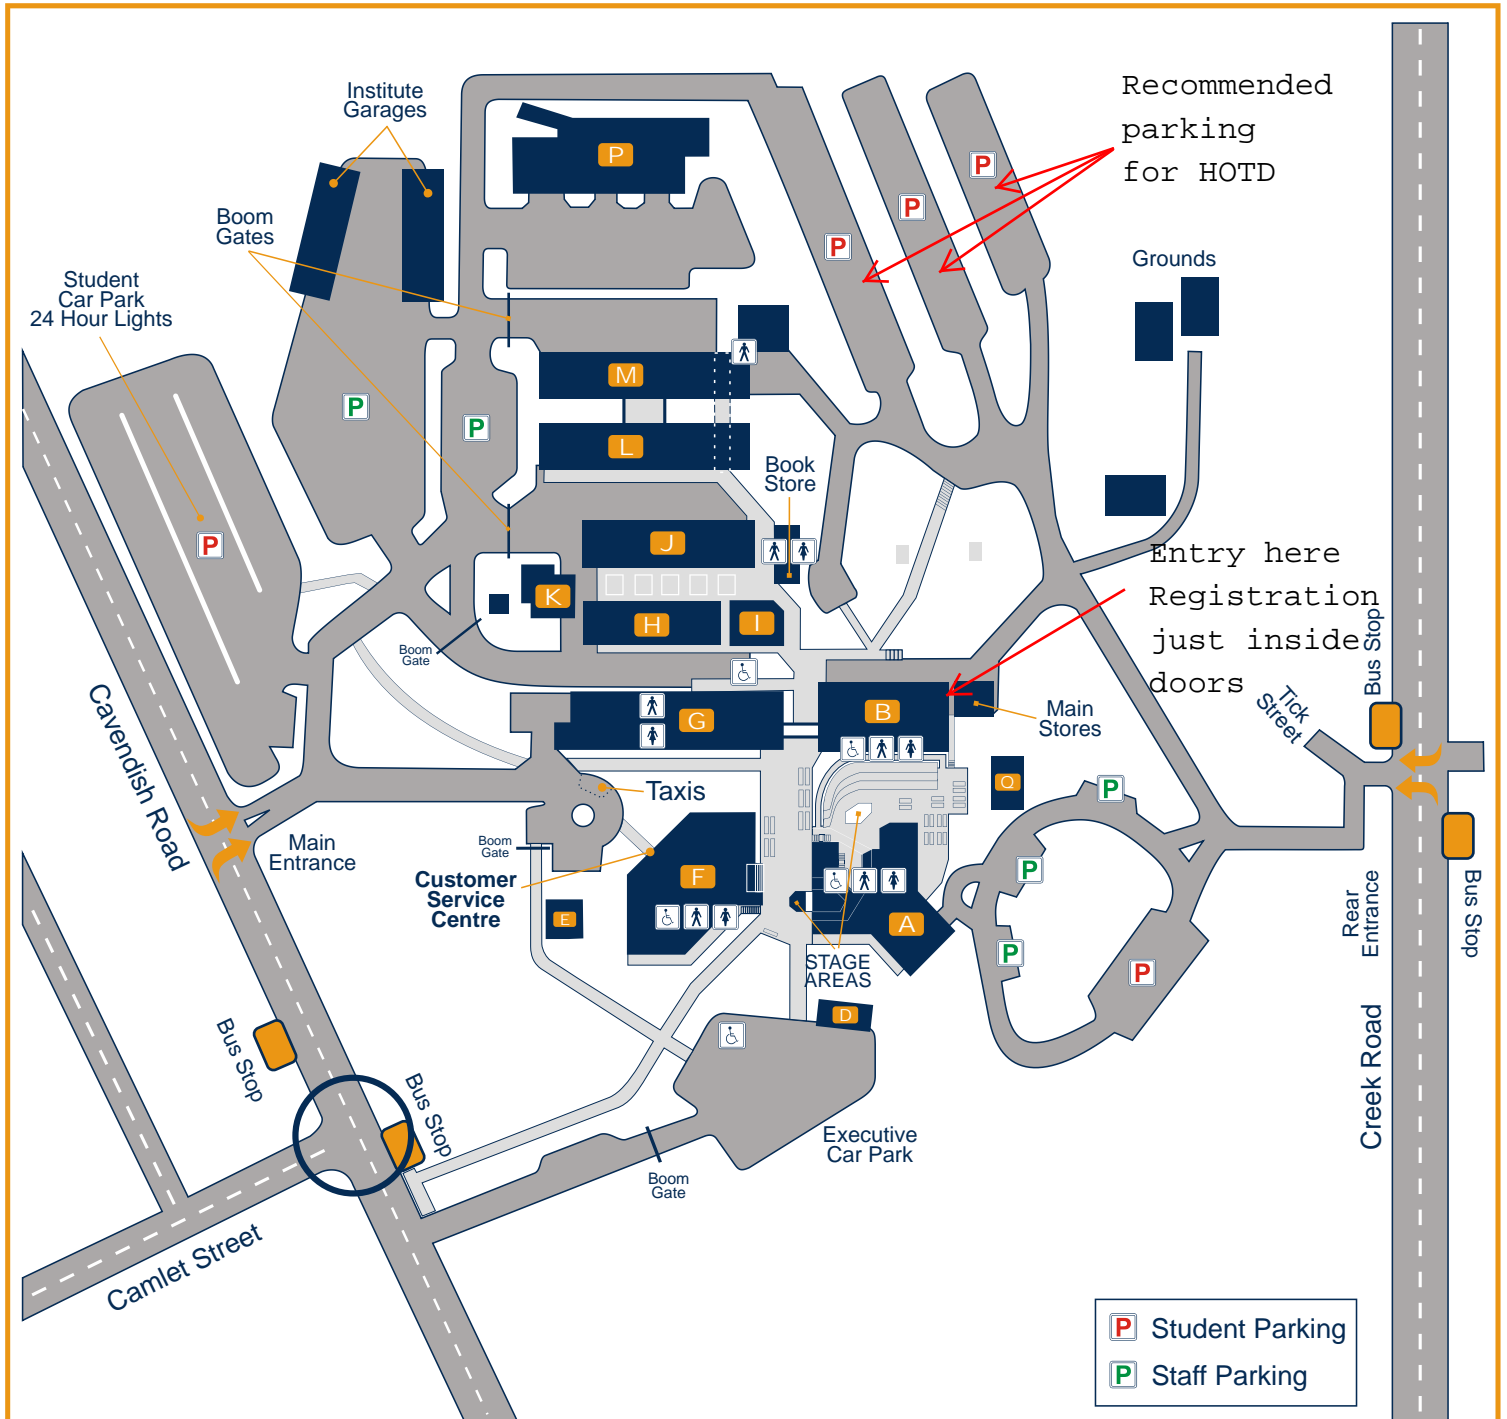 Institute
Garages
Recommended
parking
for HOTD
P
P
P
P
Boom
Gates
Student
Car Park
24 Hour Lights
Grounds
M
P
P
L
Book
Store
P
J
Entry here
Registration
just inside
doors
K
H
I
Boom
Gate
Bus Stop
G
B
Main
Stores
Tick
Street
Cavendish Road
Q
Taxis
P
Main
Entrance
Boom
Gate
Customer
Service
Centre
F
P
E
A
Rear
Entrance
Bus Stop
P
P
STAGE
AREAS
D
Bus Stop
Bus Stop
Creek Road
Executive
Car Park
Boom
Gate
Camlet Street
P Student Parking
P Staff Parking